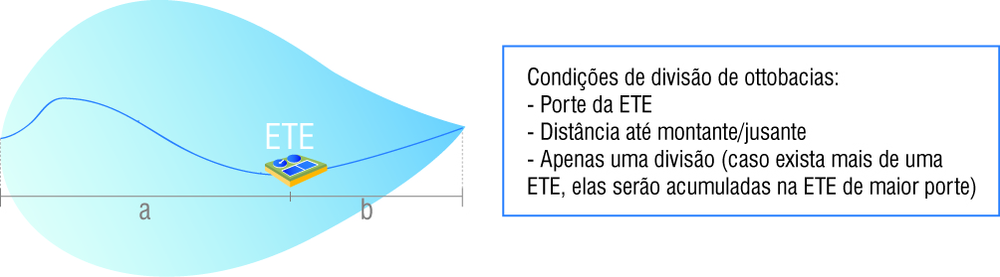 ETE
a
b
Condições de divisão de ottobacias:
- Porte da ETE
- Distância até montante/jusante
- Apenas uma divisão (caso exista mais de uma
ETE, elas serão acumuladas na ETE de maior porte)